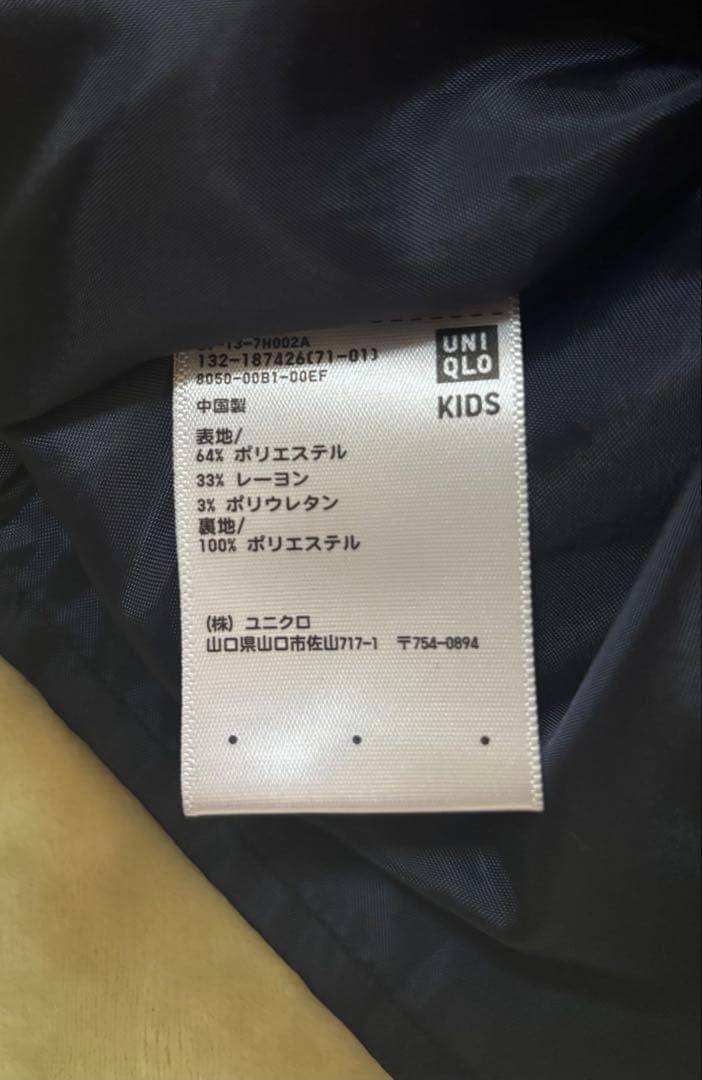 13-7H002A
132-187426(71-01)
8050-00B1-00EF
UNI
QLO
KIDS
中国製
表地/
64% ポリエステル
33% レーヨン
3% ポリウレタン
裏地/
100% ポリエステル
(株) ユニクロ
山口県山口市佐山717-1 〒754-0894